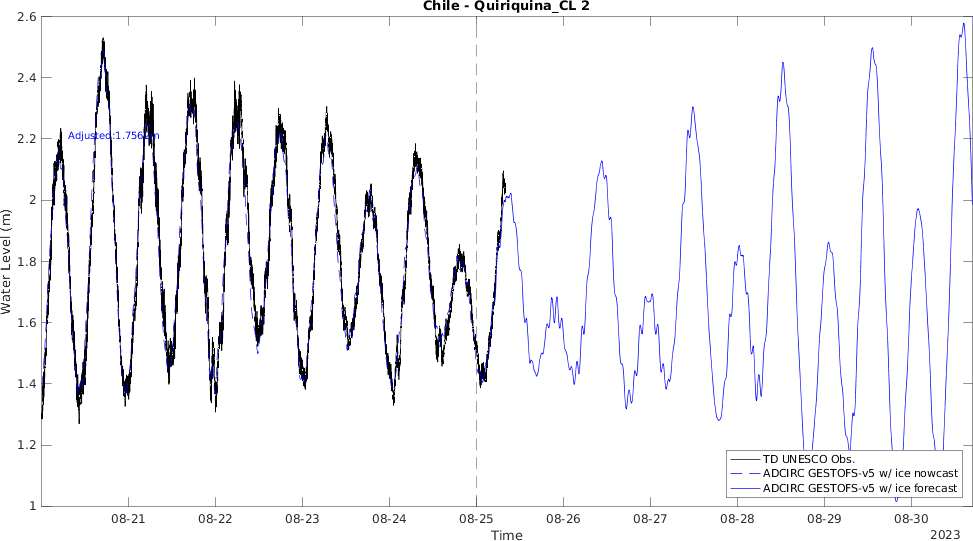 Chile - Quiriquina_CL 2
2.6
2.4
2.2
2
1.8
1.6
1.4
1.2
1
Water Level (m)
Adjusted:1.7562m
TD UNESCO Obs.
ADCIRC GESTOFS-v5 w/ ice nowcast
ADCIRC GESTOFS-v5 w/ ice forecast
08-21 08-22 08-23 08-24 08-25 08-26 08-27 08-28 08-29 08-30
Time
2023